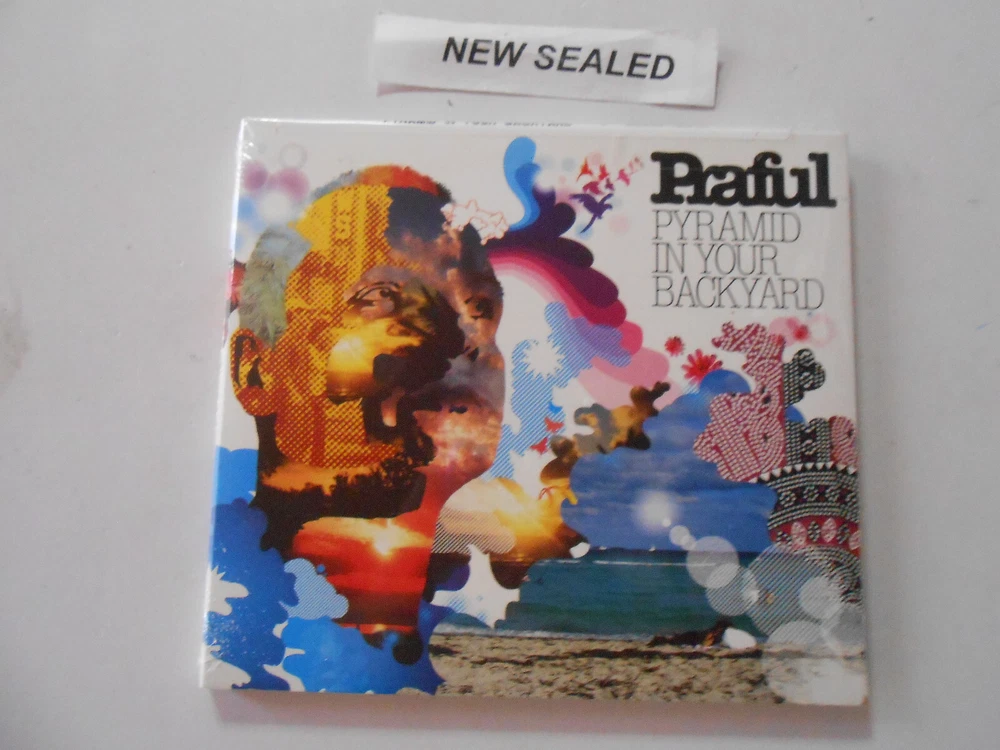 NEW SEALED
Praful
PYRAMID
IN YOUR
BACKYARD